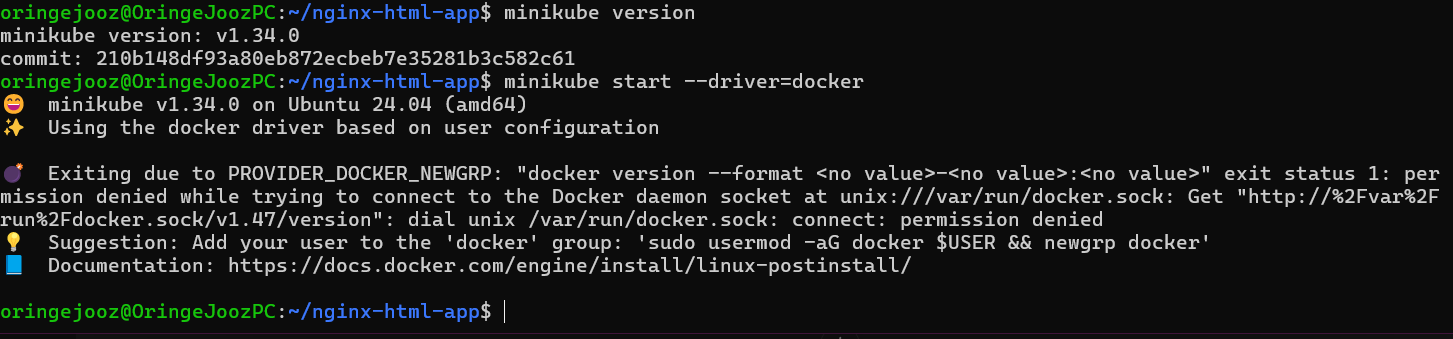 oringejooz@OringeJoozPC:~/nginx-html-app$ minikube version
minikube version: v1.34.0
commit: 210b148df93a80eb872ecbeb7e35281b3c582c61
oringejooz@OringeJoozPC:~/nginx-html-app$ minikube start --driver=docker
😄  minikube v1.34.0 on Ubuntu 24.04 (amd64)
✨  Using the docker driver based on user configuration
💣  Exiting due to PROVIDER_DOCKER_NEWGRP: "docker version --format <no value>-<no value>:<no value>" exit status 1: per
mission denied while trying to connect to the Docker daemon socket at unix:///var/run/docker.sock: Get "http://%2Fvar%2F
run%2Fdocker.sock/v1.47/version": dial unix /var/run/docker.sock: connect: permission denied
💡  Suggestion: Add your user to the 'docker' group: 'sudo usermod -aG docker $USER && newgrp docker'
📘  Documentation: https://docs.docker.com/engine/install/linux-postinstall/
oringejooz@OringeJoozPC:~/nginx-html-app$